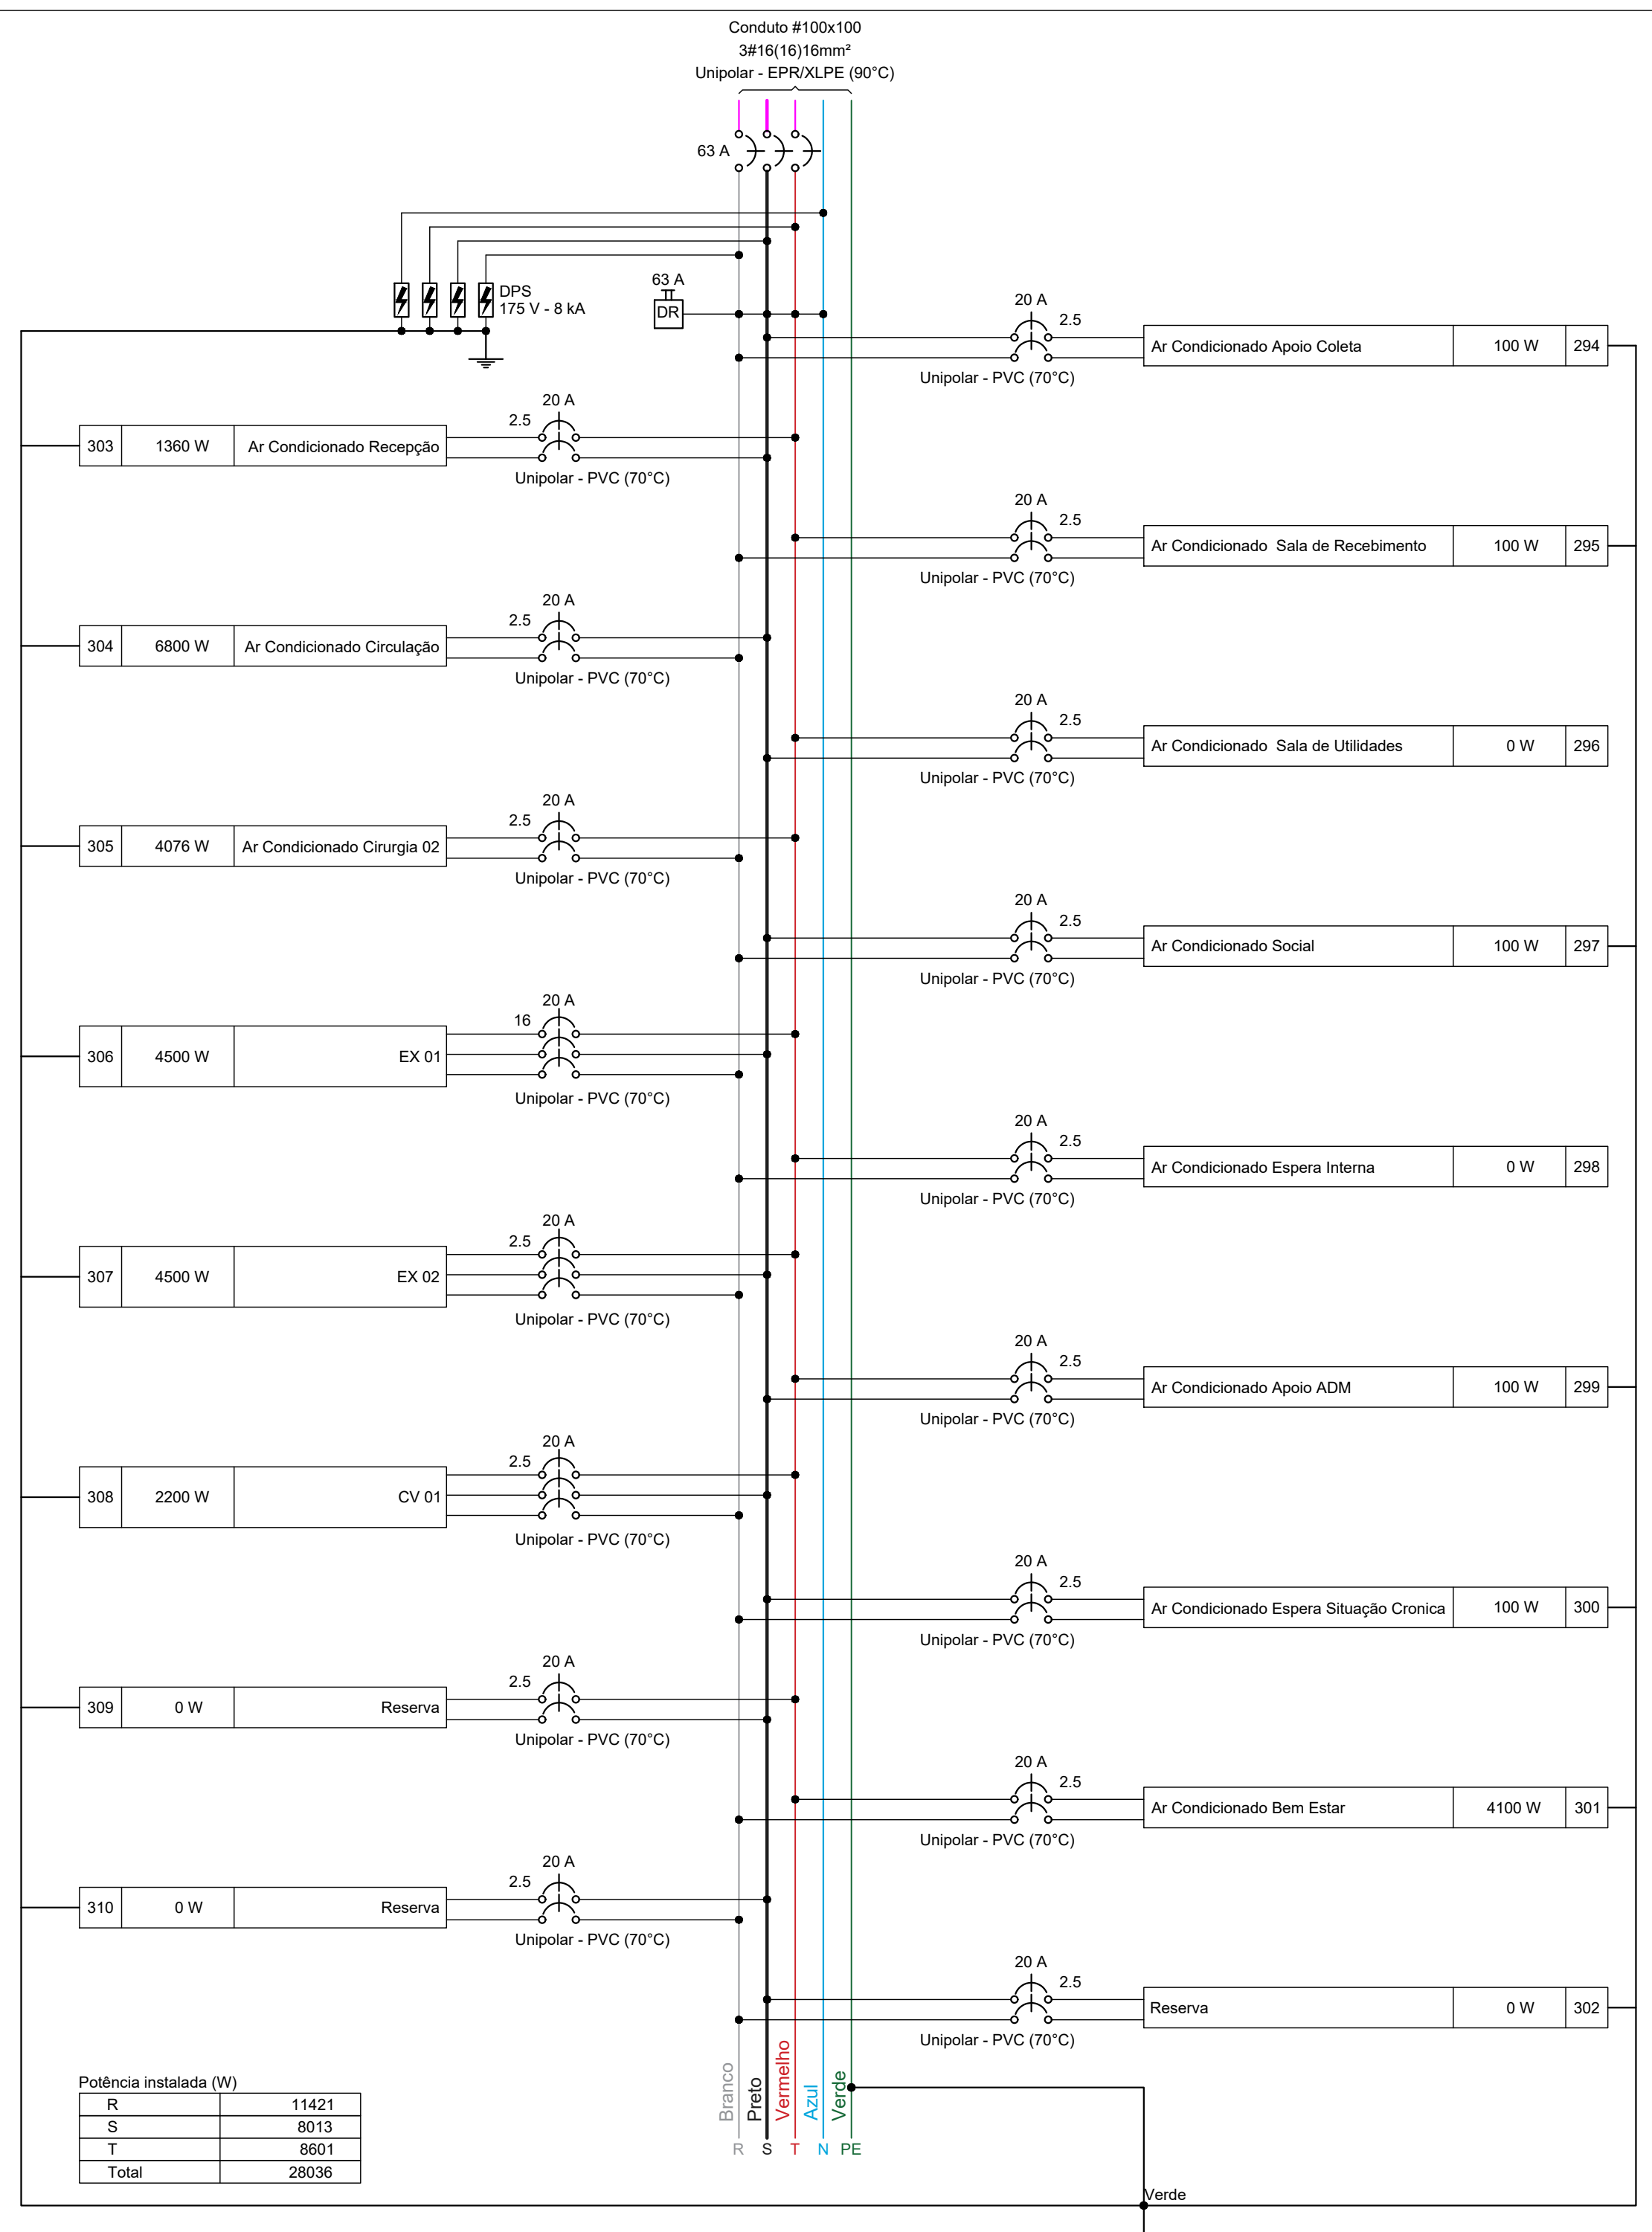 Conduto #100x100
3#16(16)16mm²
Unipolar - EPR/XLPE (90°C)
63 A
DPS
175 V - 8 kA
63 A
DR
20 A
2.5
Ar Condicionado Apoio Coleta 100 W 294
Unipolar - PVC (70°C)
20 A
2.5
303 1360 W Ar Condicionado Recepção
Unipolar - PVC (70°C)
20 A
2.5
Ar Condicionado Sala de Recebimento 100 W 295
Unipolar - PVC (70°C)
20 A
2.5
304 6800 W Ar Condicionado Circulação
Unipolar - PVC (70°C)
20 A
2.5
Ar Condicionado Sala de Utilidades 0 W 296
Unipolar - PVC (70°C)
20 A
2.5
305 4076 W Ar Condicionado Cirurgia 02
Unipolar - PVC (70°C)
20 A
2.5
Ar Condicionado Social 100 W 297
Unipolar - PVC (70°C)
20 A
16
306 4500 W EX 01
Unipolar - PVC (70°C)
20 A
2.5
Ar Condicionado Espera Interna 0 W 298
Unipolar - PVC (70°C)
20 A
2.5
307 4500 W EX 02
Unipolar - PVC (70°C)
20 A
2.5
Ar Condicionado Apoio ADM 100 W 299
Unipolar - PVC (70°C)
20 A
2.5
308 2200 W CV 01
Unipolar - PVC (70°C)
20 A
2.5
Ar Condicionado Espera Situação Cronica 100 W 300
Unipolar - PVC (70°C)
20 A
2.5
309 0 W Reserva
Unipolar - PVC (70°C)
20 A
2.5
Ar Condicionado Bem Estar 4100 W 301
Unipolar - PVC (70°C)
20 A
2.5
310 0 W Reserva
Unipolar - PVC (70°C)
20 A
2.5
Reserva 0 W 302
Unipolar - PVC (70°C)
Potência instalada (W)
R 11421
S 8013
T 8601
Total 28036
Branco
Preto
Vermelho
Azul
Verde
R S T N PE
Verde